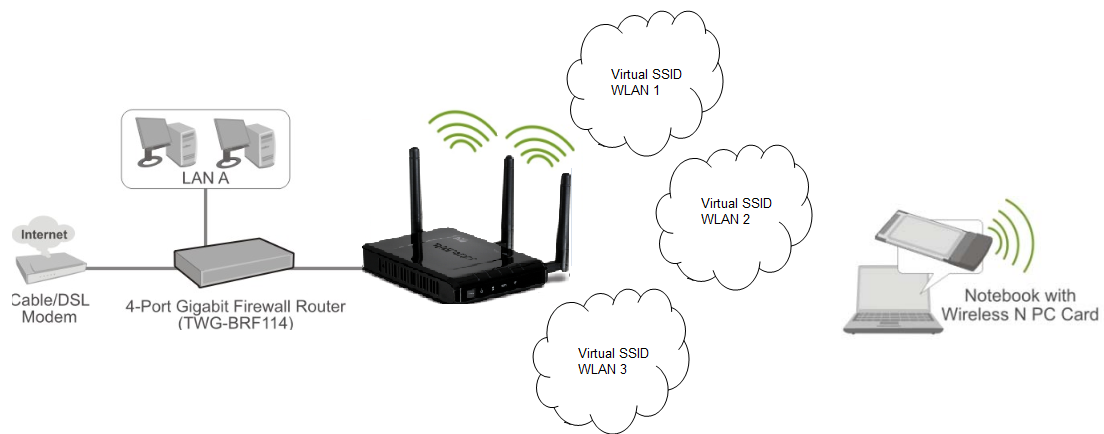 Virtual SSID
WLAN 1
LAN A
Virtual SSID
WLAN 2
Internet
Cable/DSL
Modem
4-Port Gigabit Firewall Router
(TWG-BRF114)
TRENDnet
Notebook with
Wireless N PC Card
Virtual SSID
WLAN 3